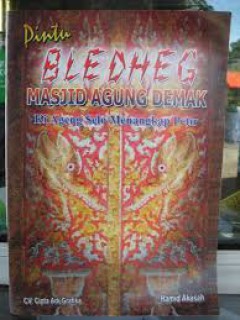 Pintu
BLEDHEG
MASJID AGUNG DEMAK
Ki Ageng Selo Menangkap Petir
CV. Cipta Adi Grafika
Hamid Akasah